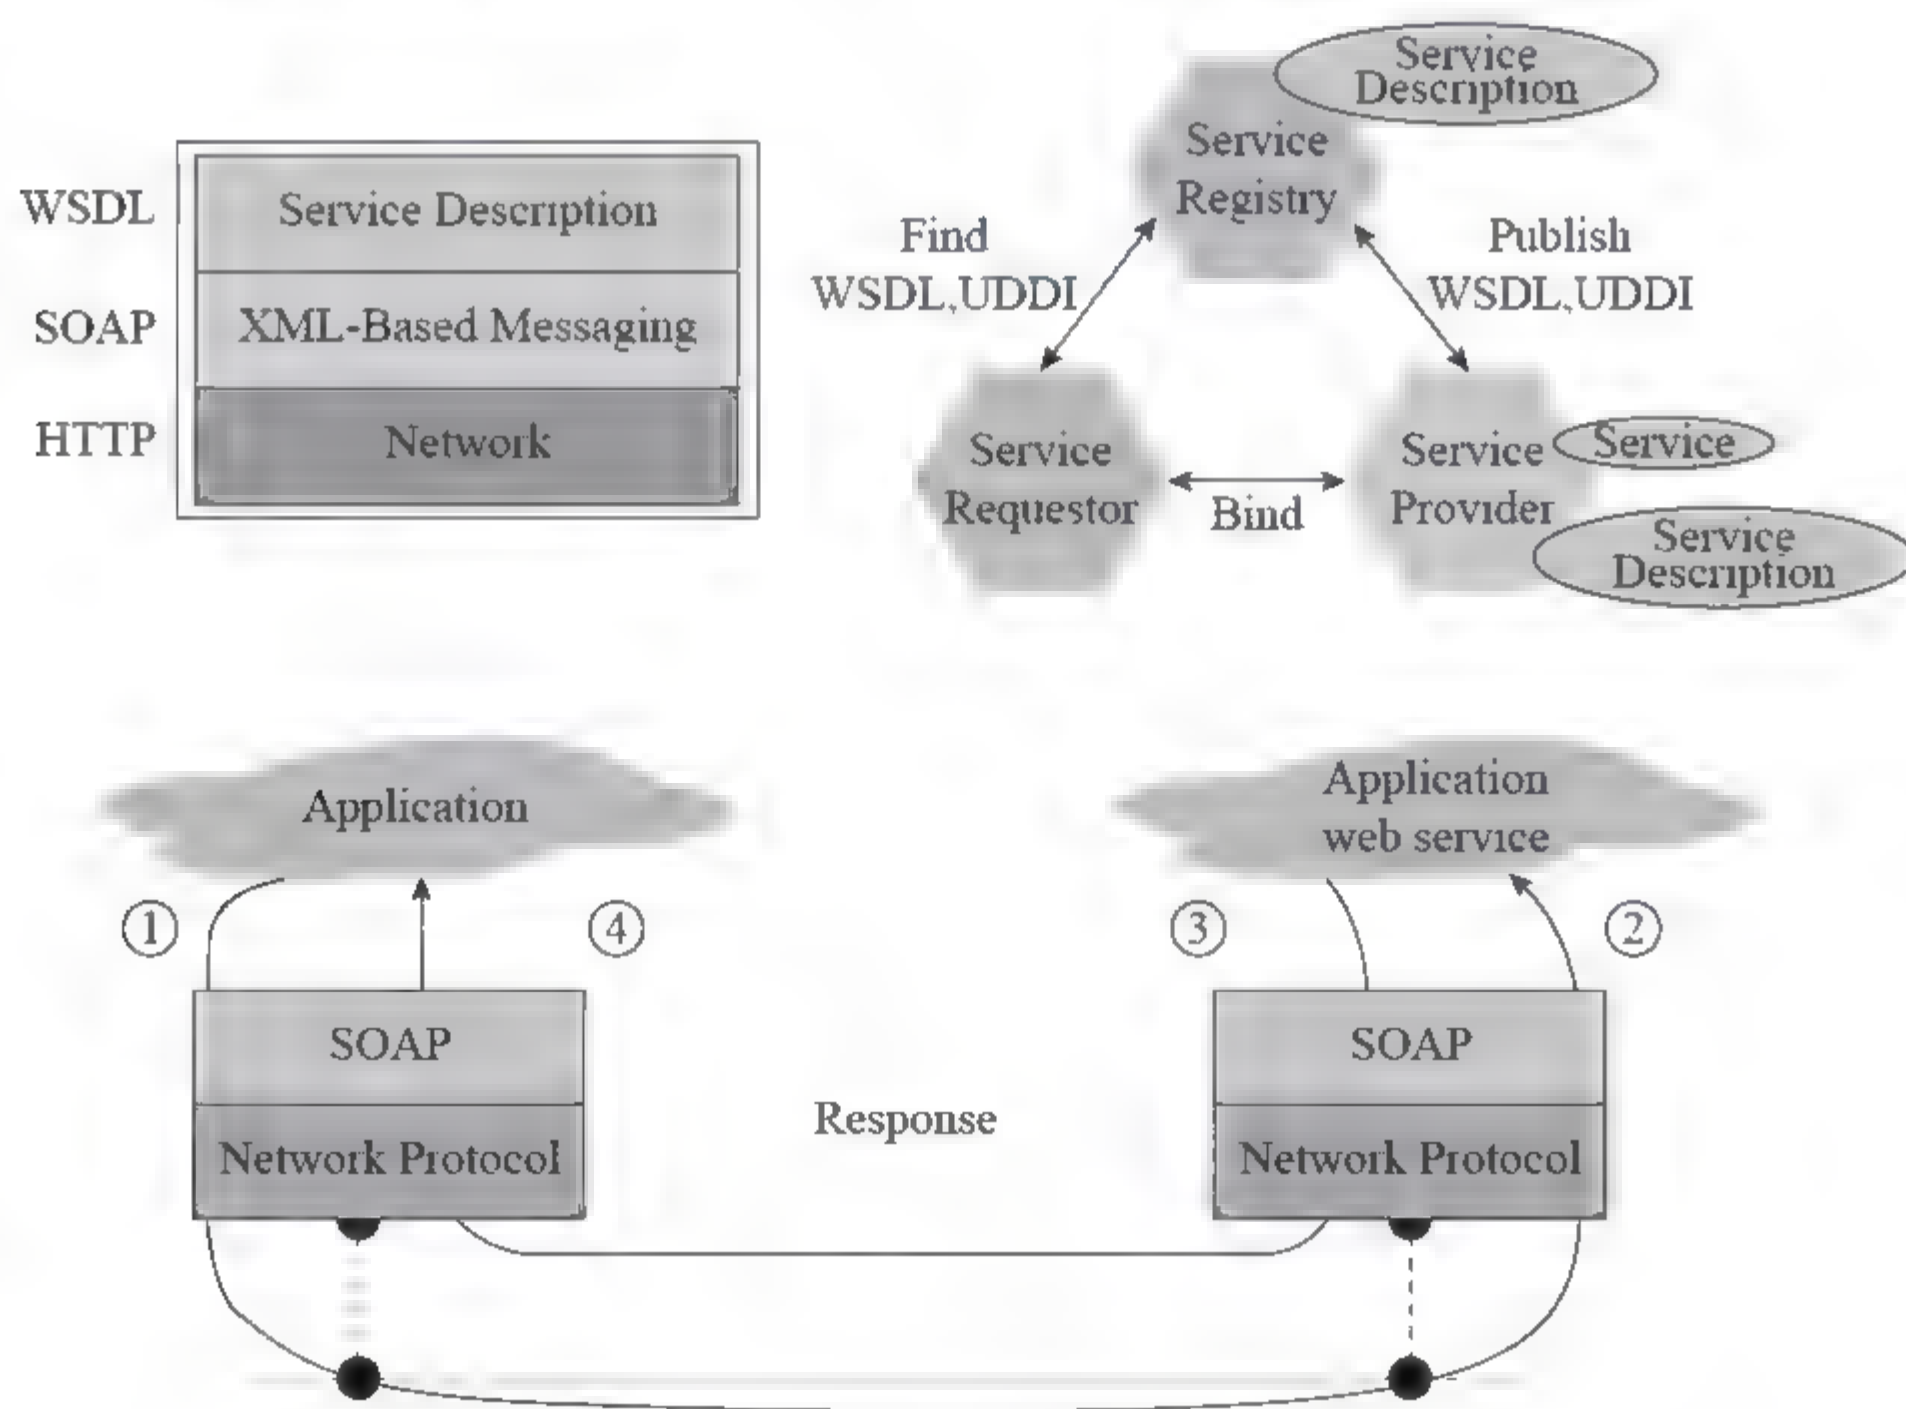 WSDL
Service Description
SOAP
XML-Based Messaging
HTTP
Network
Service
Description
Service
Registry
Find
WSDL,UDDI
Publish
WSDL,UDDI
Service
Requestor
Bind
Service
Provider
Service
Service
Description
Application
①
④
SOAP
Network Protocol
Response
Application
web service
③
②
SOAP
Network Protocol